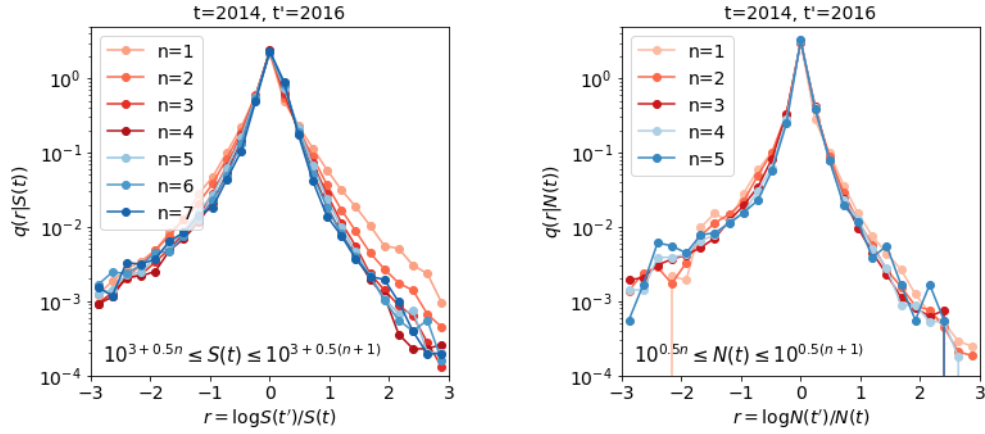 t=2014, t'=2016
q(r|S(t))
10^0
10^-1
10^-2
10^-3
10^-4
n=1
n=2
n=3
n=4
n=5
n=6
n=7
10^{3+0.5n} ≤ S(t) ≤ 10^{3+0.5(n+1)}
−3 −2 −1 0 1 2 3
r = logS(t')/S(t)
t=2014, t'=2016
q(r|N(t))
10^0
10^-1
10^-2
10^-3
10^-4
n=1
n=2
n=3
n=4
n=5
10^{0.5n} ≤ N(t) ≤ 10^{0.5(n+1)}
−3 −2 −1 0 1 2 3
r = logN(t')/N(t)